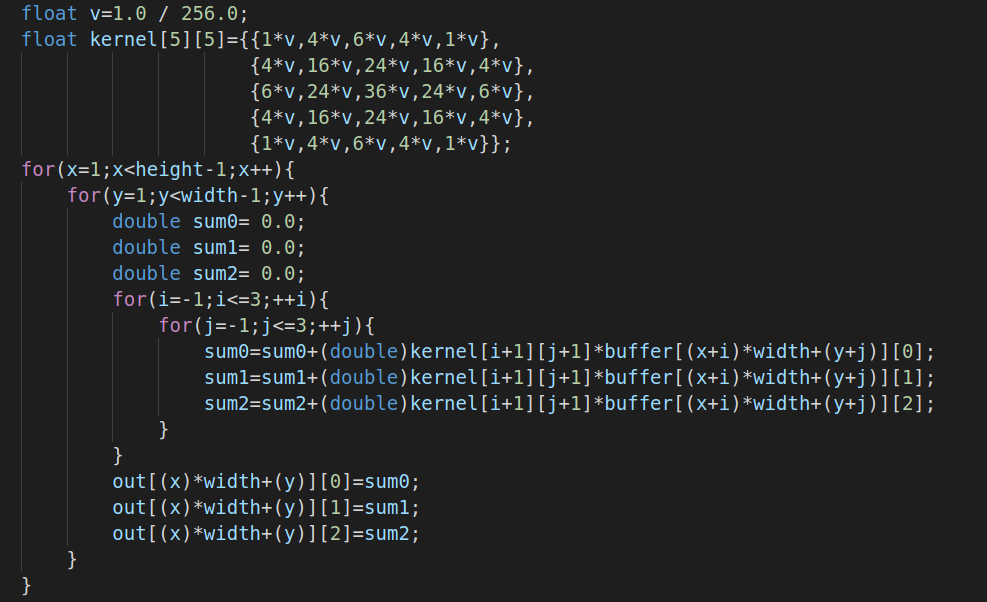 float v=1.0 / 256.0;
float kernel[5][5]={{1*v,4*v,6*v,4*v,1*v},
                    {4*v,16*v,24*v,16*v,4*v},
                    {6*v,24*v,36*v,24*v,6*v},
                    {4*v,16*v,24*v,16*v,4*v},
                    {1*v,4*v,6*v,4*v,1*v}};
for(x=1;x<height-1;x++){
    for(y=1;y<width-1;y++){
        double sum0= 0.0;
        double sum1= 0.0;
        double sum2= 0.0;
        for(i=-1;i<=3;++i){
            for(j=-1;j<=3;++j){
                sum0=sum0+(double)kernel[i+1][j+1]*buffer[(x+i)*width+(y+j)][0];
                sum1=sum1+(double)kernel[i+1][j+1]*buffer[(x+i)*width+(y+j)][1];
                sum2=sum2+(double)kernel[i+1][j+1]*buffer[(x+i)*width+(y+j)][2];
            }
        }
        out[(x)*width+(y)][0]=sum0;
        out[(x)*width+(y)][1]=sum1;
        out[(x)*width+(y)][2]=sum2;
    }
}